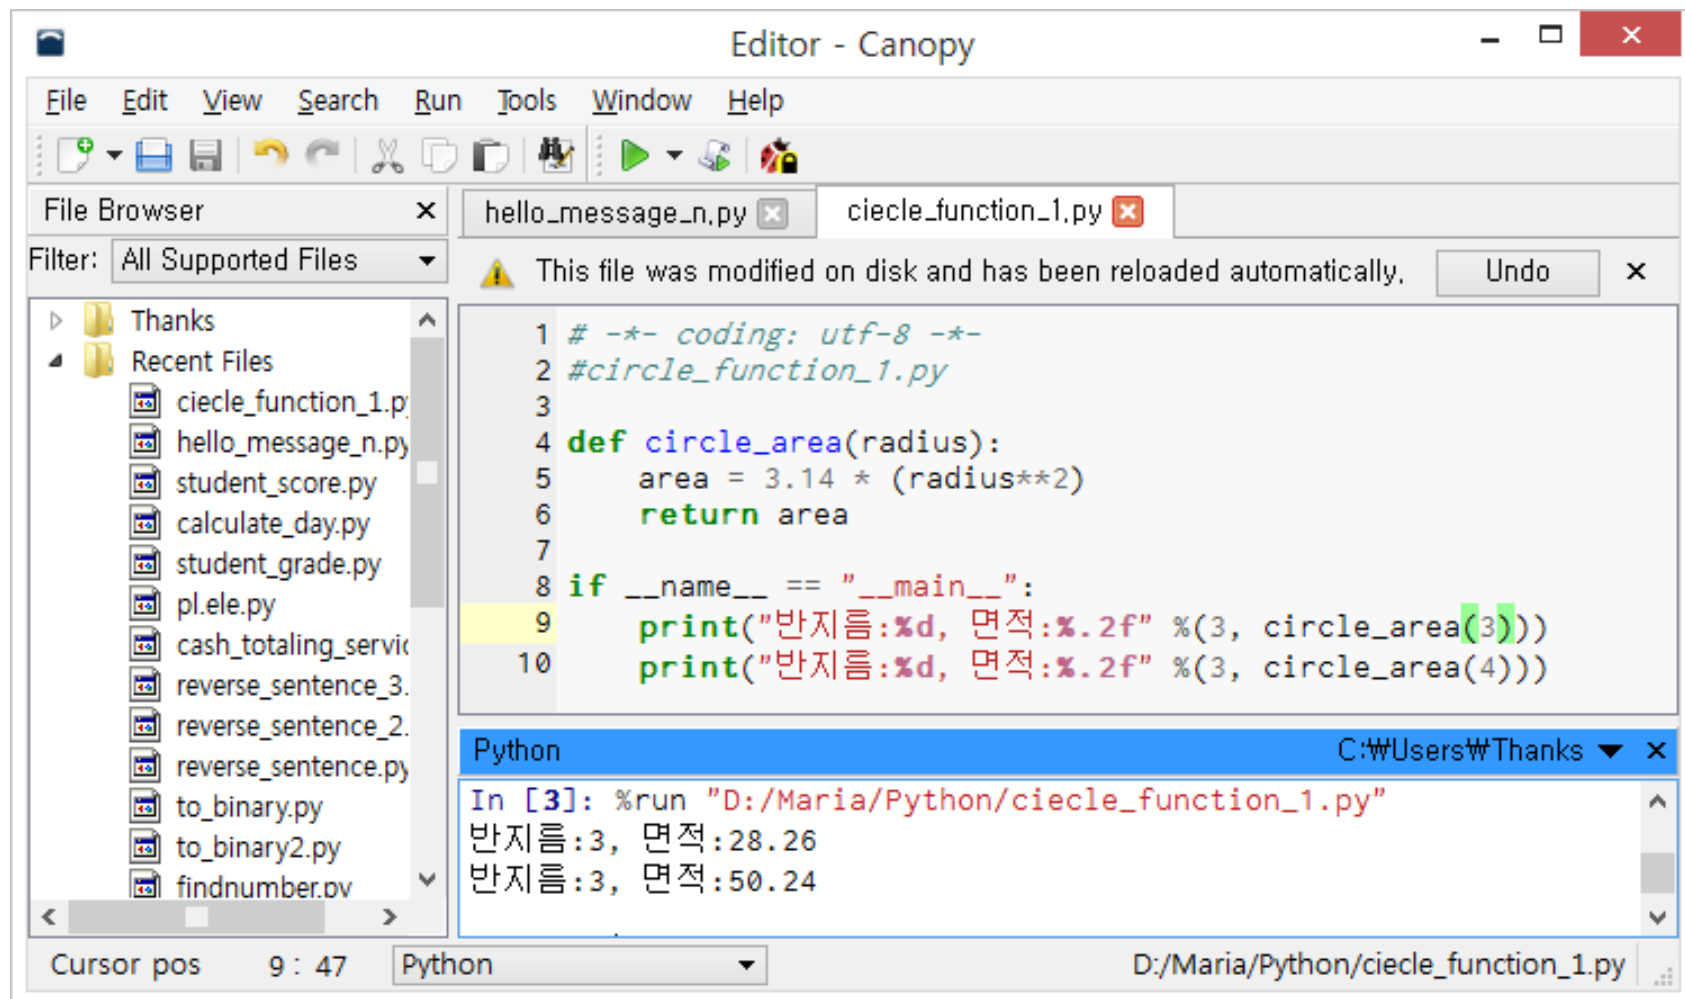 Editor - Canopy
File Edit View Search Run Tools Window Help
File Browser
hello_message_n.py
ciecle_function_1.py
Filter: All Supported Files
This file was modified on disk and has been reloaded automatically.
Undo
Thanks
Recent Files
ciecle_function_1.py
hello_message_n.py
student_score.py
calculate_day.py
student_grade.py
pl.ele.py
cash_totaling_servic
reverse_sentence_3.
reverse_sentence_2.
reverse_sentence.py
to_binary.py
to_binary2.py
findnumber.py
1 # -*- coding: utf-8 -*-
2 #circle_function_1.py
3
4 def circle_area(radius):
5 area = 3.14 * (radius**2)
6 return area
7
8 if __name__ == "__main__":
9 print("반지름:%d, 면적:%.2f" %(3, circle_area(3)))
10 print("반지름:%d, 면적:%.2f" %(3, circle_area(4)))
Python C:₩Users₩Thanks
In [3]: %run "D:/Maria/Python/ciecle_function_1.py"
반지름:3, 면적:28.26
반지름:3, 면적:50.24
Cursor pos 9 : 47 Python D:/Maria/Python/ciecle_function_1.py